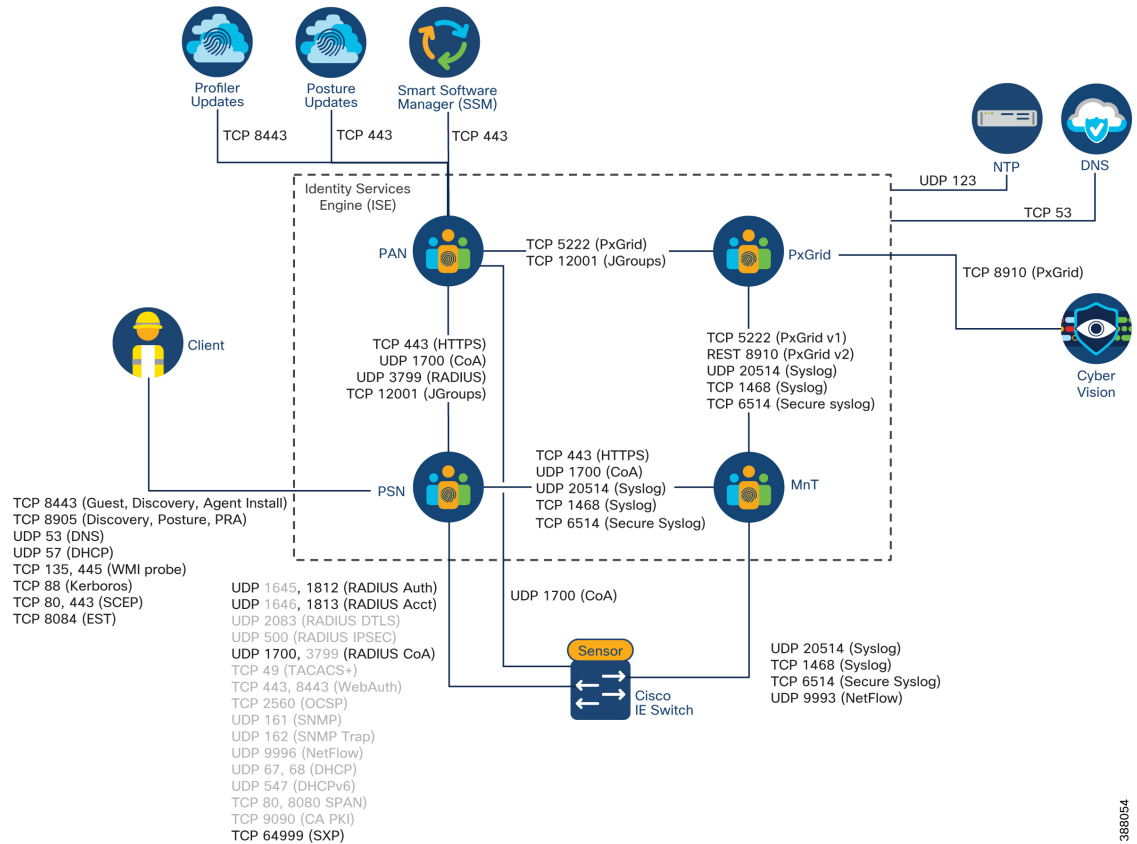 Profiler
Updates
Posture
Updates
Smart Software
Manager (SSM)
TCP 8443
TCP 443
TCP 443
NTP
DNS
UDP 123
TCP 53
Identity Services
Engine (ISE)
PAN
TCP 5222 (PxGrid)
TCP 12001 (JGroups)
PxGrid
TCP 8910 (PxGrid)
Client
TCP 443 (HTTPS)
UDP 1700 (CoA)
UDP 3799 (RADIUS)
TCP 12001 (JGroups)
TCP 5222 (PxGrid v1)
REST 8910 (PxGrid v2)
UDP 20514 (Syslog)
TCP 1468 (Syslog)
TCP 6514 (Secure syslog)
Cyber
Vision
PSN
TCP 443 (HTTPS)
UDP 1700 (CoA)
UDP 20514 (Syslog)
TCP 1468 (Syslog)
TCP 6514 (Secure Syslog)
MnT
TCP 8443 (Guest, Discovery, Agent Install)
TCP 8905 (Discovery, Posture, PRA)
UDP 53 (DNS)
UDP 57 (DHCP)
TCP 135, 445 (WMI probe)
TCP 88 (Kerboros)
TCP 80, 443 (SCEP)
TCP 8084 (EST)
UDP 1645, 1812 (RADIUS Auth)
UDP 1646, 1813 (RADIUS Acct)
UDP 2083 (RADIUS DTLS)
UDP 500 (RADIUS IPSEC)
UDP 1700, 3799 (RADIUS CoA)
TCP 49 (TACACS+)
TCP 443, 8443 (WebAuth)
TCP 2560 (OCSP)
UDP 161 (SNMP)
UDP 162 (SNMP Trap)
UDP 9996 (NetFlow)
UDP 67, 68 (DHCP)
UDP 547 (DHCPv6)
TCP 80, 8080 SPAN)
TCP 9090 (CA PKI)
TCP 64999 (SXP)
UDP 1700 (CoA)
Sensor
Cisco
IE Switch
UDP 20514 (Syslog)
TCP 1468 (Syslog)
TCP 6514 (Secure Syslog)
UDP 9993 (NetFlow)
388054